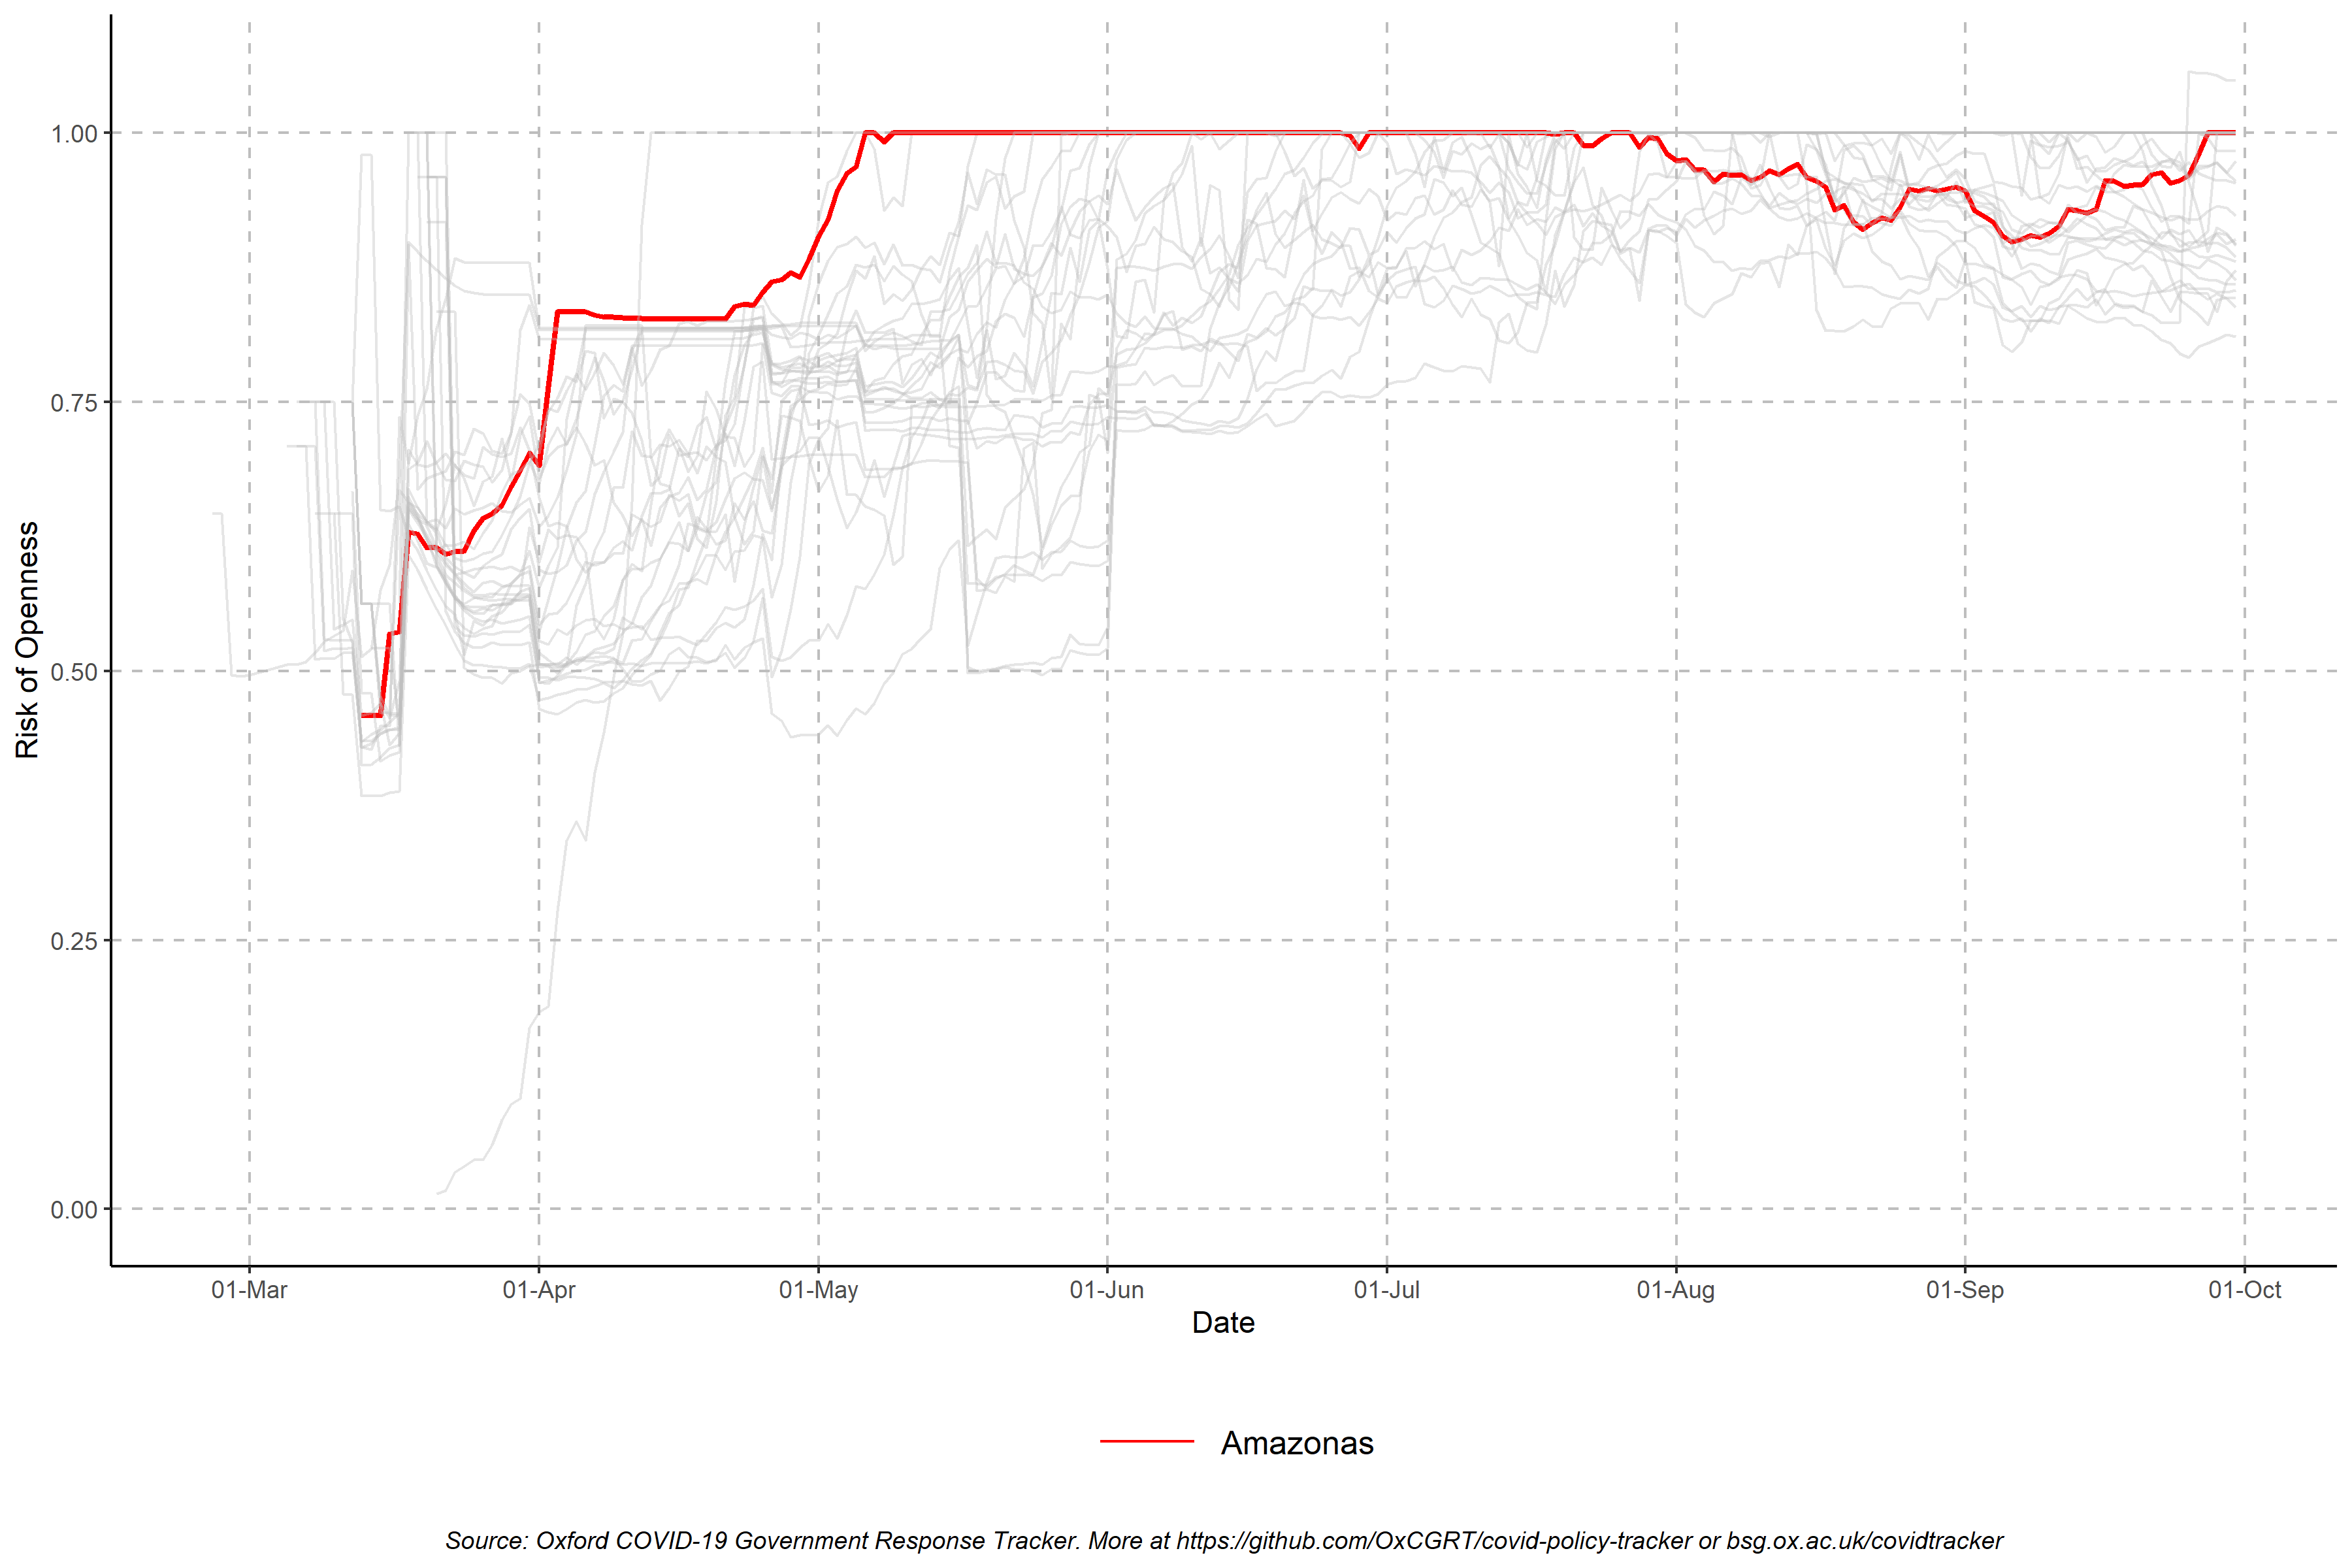 Risk of Openness
1.00
0.75
0.50
0.25
0.00
01-Mar 01-Apr 01-May 01-Jun 01-Jul 01-Aug 01-Sep 01-Oct
Date
Amazonas
Source: Oxford COVID-19 Government Response Tracker. More at https://github.com/OxCGRT/covid-policy-tracker or bsg.ox.ac.uk/covidtracker